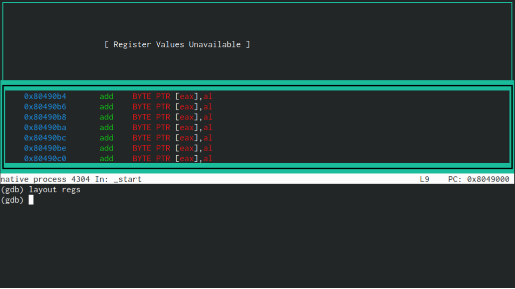 [ Register Values Unavailable ]
0x80490b4 add BYTE PTR [eax],al
0x80490b6 add BYTE PTR [eax],al
0x80490b8 add BYTE PTR [eax],al
0x80490ba add BYTE PTR [eax],al
0x80490bc add BYTE PTR [eax],al
0x80490be add BYTE PTR [eax],al
0x80490c0 add BYTE PTR [eax],al
native process 4304 In: _start L9 PC: 0x8049000
(gdb) layout regs
(gdb)